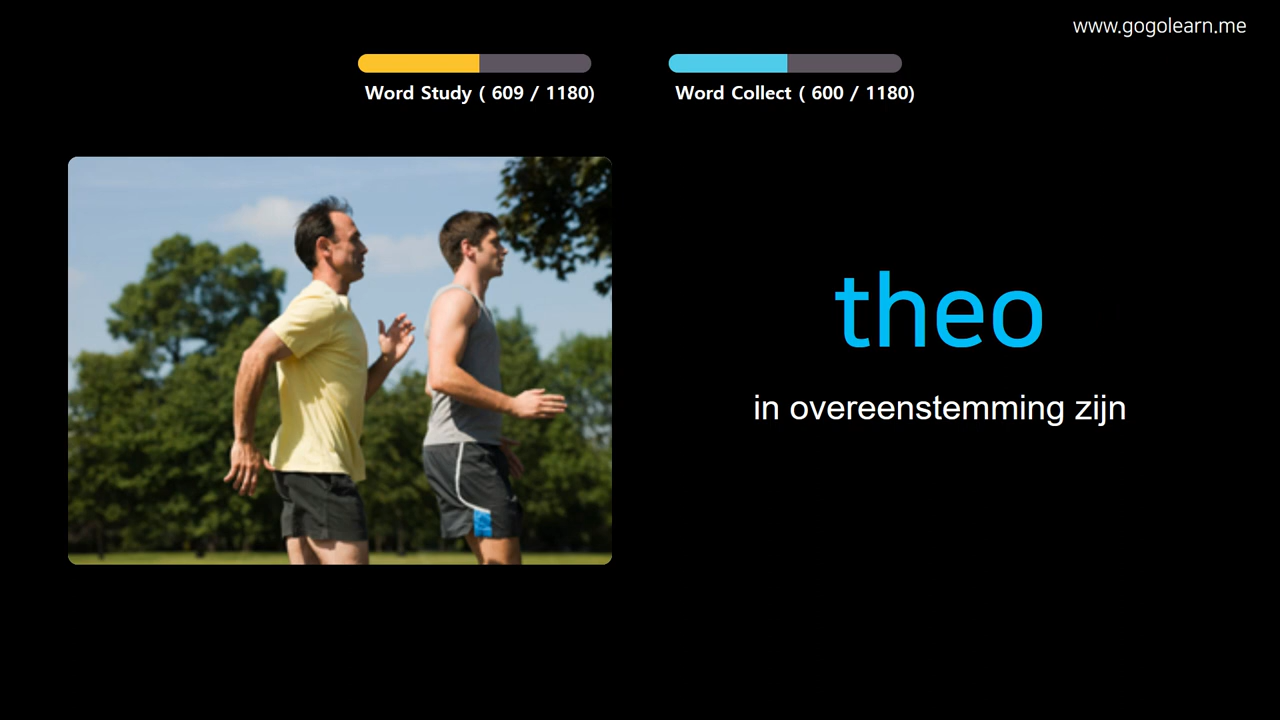 www.gogolearn.me
Word Study ( 609 / 1180)
Word Collect ( 600 / 1180)
theo
in overeenstemming zijn